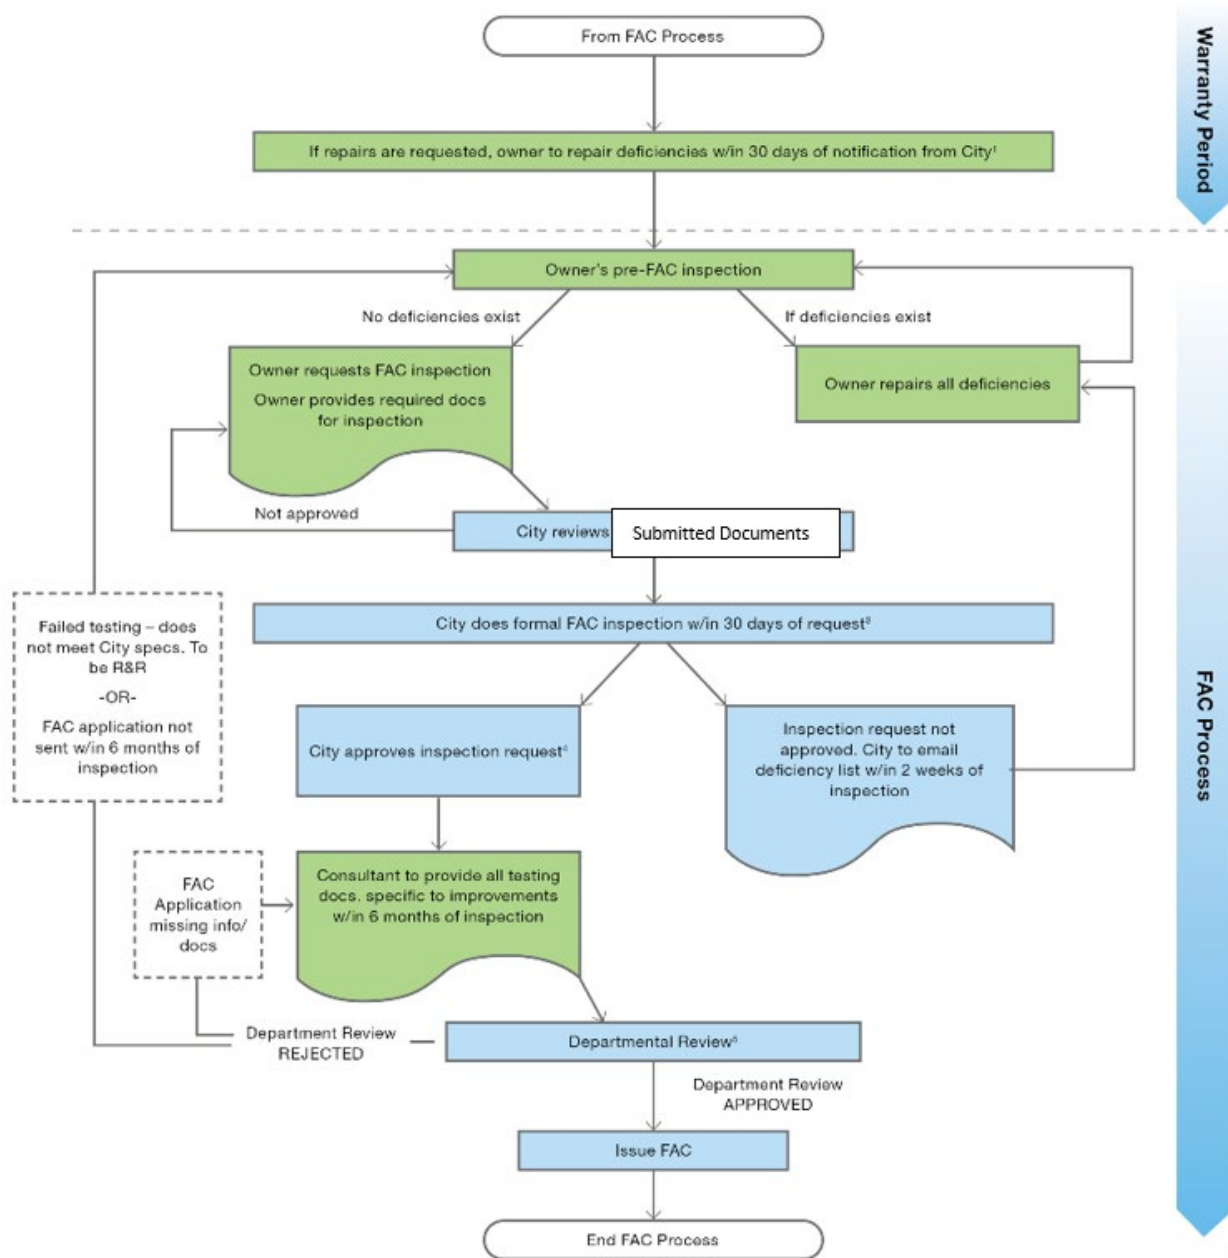 From FAC Process
Warranty Period
If repairs are requested, owner to repair deficiencies w/in 30 days of notification from City¹
Owner's pre-FAC inspection
No deficiencies exist
If deficiencies exist
Owner requests FAC inspection
Owner provides required docs
for inspection
Owner repairs all deficiencies
Not approved
City reviews
Submitted Documents
Failed testing – does
not meet City specs. To
be R&R
-OR-
FAC application not
sent w/in 6 months of
inspection
City does formal FAC inspection w/in 30 days of request
FAC Process
City approves inspection request
Inspection request not
approved. City to email
deficiency list w/in 2 weeks of
inspection
FAC
Application
missing info/
docs
Consultant to provide all testing
docs. specific to improvements
w/in 6 months of inspection
Department Review
REJECTED
Departmental Review
Department Review
APPROVED
Issue FAC
End FAC Process